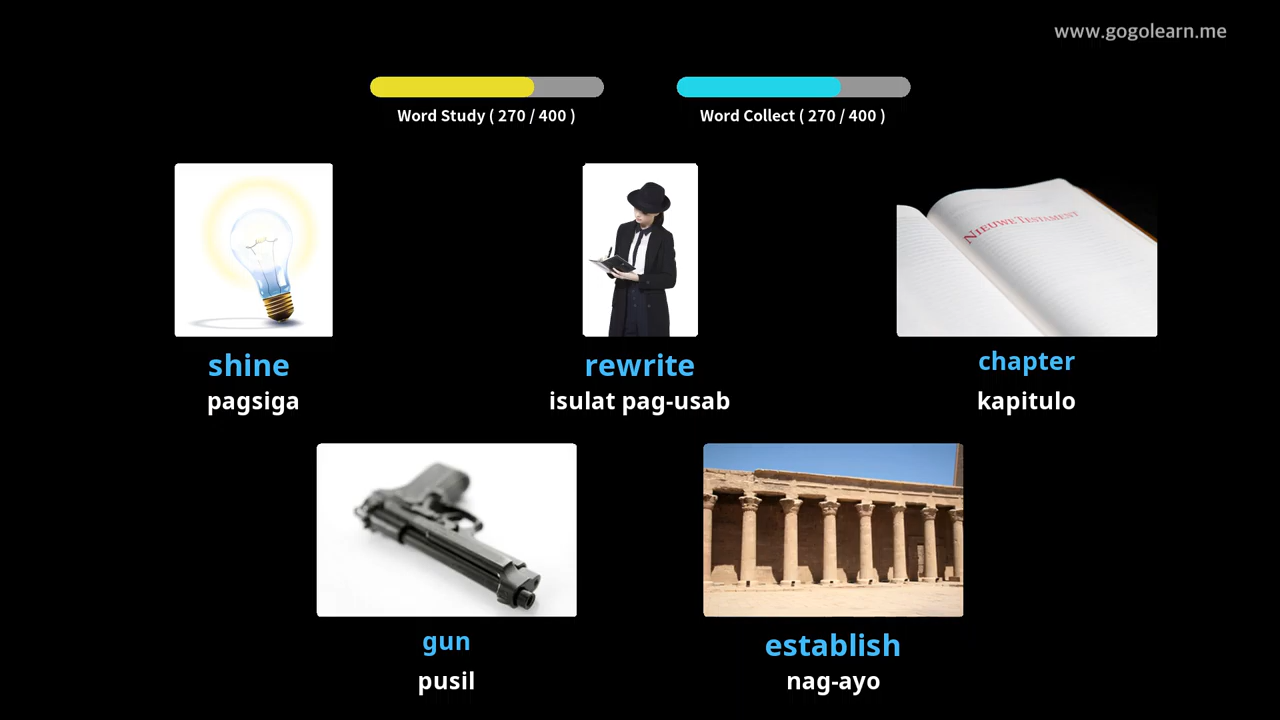 www.gogolearn.me
Word Study ( 270 / 400 )
Word Collect ( 270 / 400 )
NIEUWE TESTAMENT
shine
pagsiga
rewrite
isulat pag-usab
chapter
kapitulo
gun
pusil
establish
nag-ayo